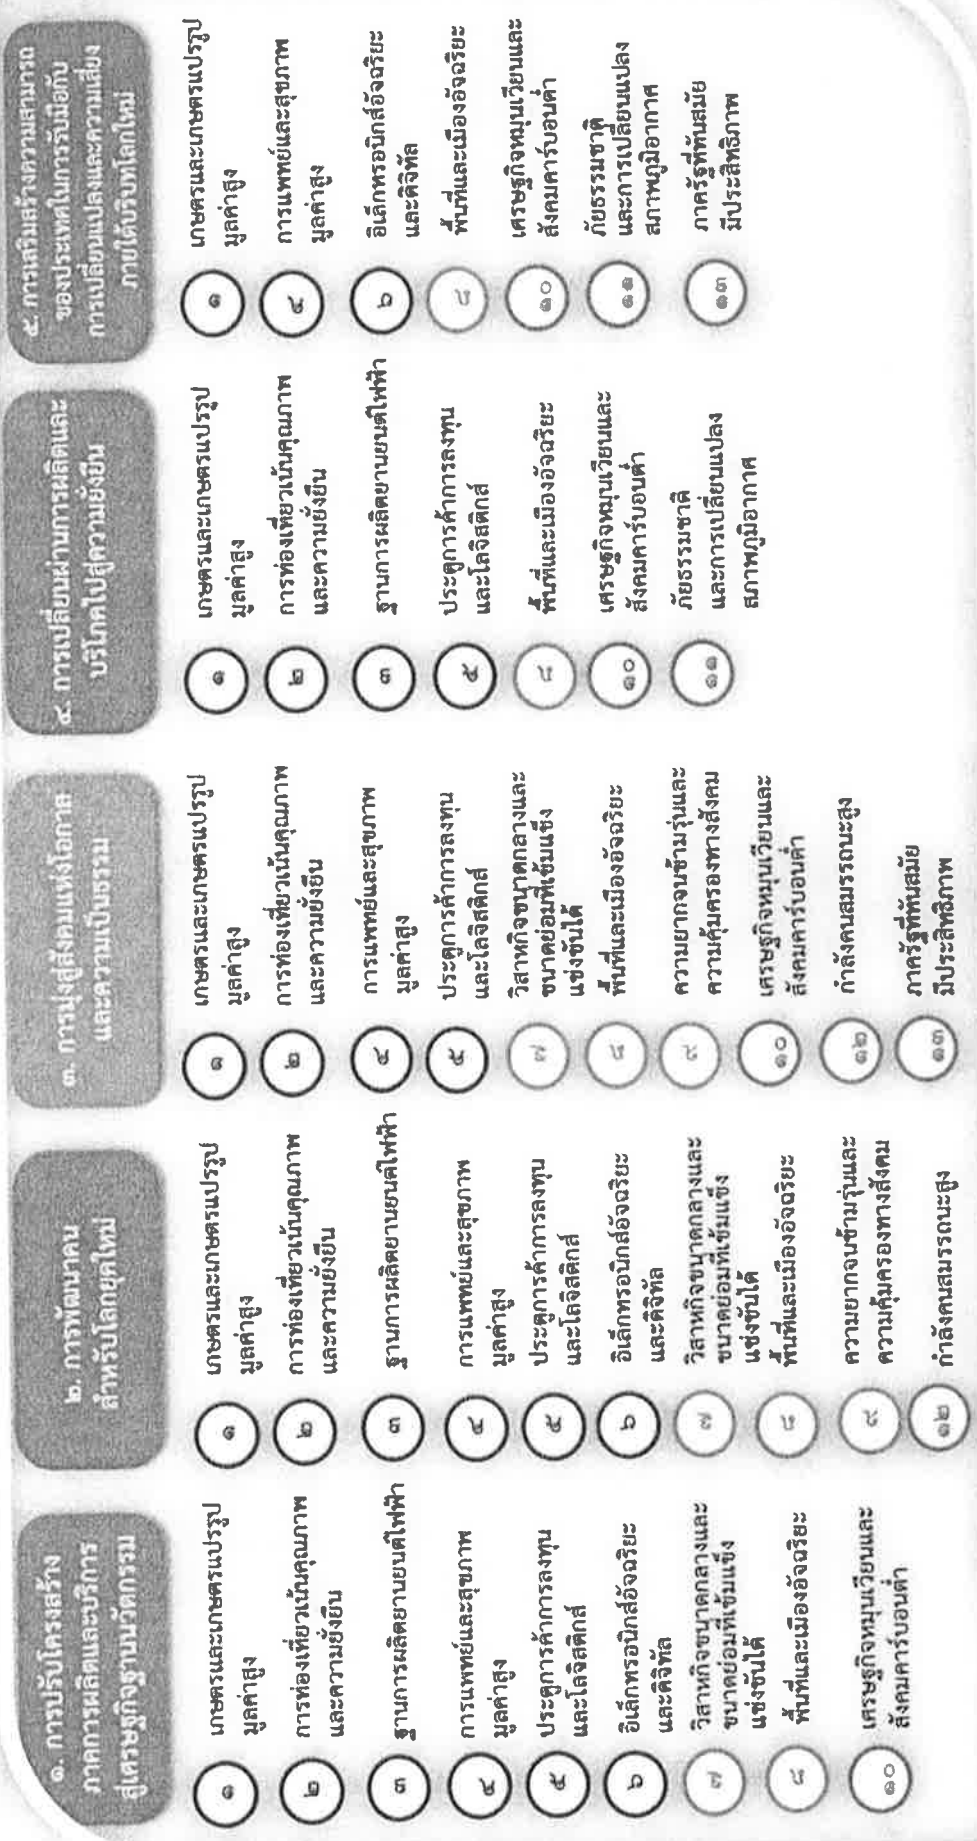 ๑. การปรับโครงสร้าง
ภาคการผลิตและบริการ
สู่เศรษฐกิจฐานนวัตกรรม
๑
เกษตรและเกษตรแปรรูป
มูลค่าสูง
๒
การท่องเที่ยวเน้นคุณภาพ
และความยั่งยืน
๓
ฐานการผลิตยานยนต์ไฟฟ้า
๔
การแพทย์และสุขภาพ
มูลค่าสูง
๕
ประตูการค้าการลงทุน
และโลจิสติกส์
๖
อิเล็กทรอนิกส์อัจฉริยะ
และดิจิทัล
๗
วิสาหกิจขนาดกลางและ
ขนาดย่อมที่เข้มแข็ง
แข่งขันได้
๘
พื้นที่และเมืองอัจฉริยะ
๑๐
เศรษฐกิจหมุนเวียนและ
สังคมคาร์บอนต่ำ
๒. การพัฒนาคน
สำหรับโลกยุคใหม่
๑
เกษตรและเกษตรแปรรูป
มูลค่าสูง
๒
การท่องเที่ยวเน้นคุณภาพ
และความยั่งยืน
๓
ฐานการผลิตยานยนต์ไฟฟ้า
๔
การแพทย์และสุขภาพ
มูลค่าสูง
๕
ประตูการค้าการลงทุน
และโลจิสติกส์
๖
อิเล็กทรอนิกส์อัจฉริยะ
และดิจิทัล
๗
วิสาหกิจขนาดกลางและ
ขนาดย่อมที่เข้มแข็ง
แข่งขันได้
๘
พื้นที่และเมืองอัจฉริยะ
๙
ความยากจนข้ามรุ่นและ
ความคุ้มครองทางสังคม
๑๒
กำลังคนสมรรถนะสูง
๓. การมุ่งสู่สังคมแห่งโอกาส
และความเป็นธรรม
๑
เกษตรและเกษตรแปรรูป
มูลค่าสูง
๒
การท่องเที่ยวเน้นคุณภาพ
และความยั่งยืน
๔
การแพทย์และสุขภาพ
มูลค่าสูง
๕
ประตูการค้าการลงทุน
และโลจิสติกส์
๗
วิสาหกิจขนาดกลางและ
ขนาดย่อมที่เข้มแข็ง
แข่งขันได้
๘
พื้นที่และเมืองอัจฉริยะ
๙
ความยากจนข้ามรุ่นและ
ความคุ้มครองทางสังคม
๑๐
เศรษฐกิจหมุนเวียนและ
สังคมคาร์บอนต่ำ
๑๒
กำลังคนสมรรถนะสูง
๑๓
ภาครัฐที่ทันสมัย
มีประสิทธิภาพ
๔. การเปลี่ยนผ่านการผลิตและ
บริโภคไปสู่ความยั่งยืน
๑
เกษตรและเกษตรแปรรูป
มูลค่าสูง
๒
การท่องเที่ยวเน้นคุณภาพ
และความยั่งยืน
๓
ฐานการผลิตยานยนต์ไฟฟ้า
๕
ประตูการค้าการลงทุน
และโลจิสติกส์
๘
พื้นที่และเมืองอัจฉริยะ
๑๐
เศรษฐกิจหมุนเวียนและ
สังคมคาร์บอนต่ำ
๑๑
ภัยธรรมชาติ
และการเปลี่ยนแปลง
สภาพภูมิอากาศ
๕. การเสริมสร้างความสามารถ
ของประเทศในการรับมือกับ
การเปลี่ยนแปลงและความเสี่ยง
ภายใต้บริบทโลกใหม่
๑
เกษตรและเกษตรแปรรูป
มูลค่าสูง
๔
การแพทย์และสุขภาพ
มูลค่าสูง
๖
อิเล็กทรอนิกส์อัจฉริยะ
และดิจิทัล
๘
พื้นที่และเมืองอัจฉริยะ
๑๐
เศรษฐกิจหมุนเวียนและ
สังคมคาร์บอนต่ำ
๑๑
ภัยธรรมชาติ
และการเปลี่ยนแปลง
สภาพภูมิอากาศ
๑๓
ภาครัฐที่ทันสมัย
มีประสิทธิภาพ